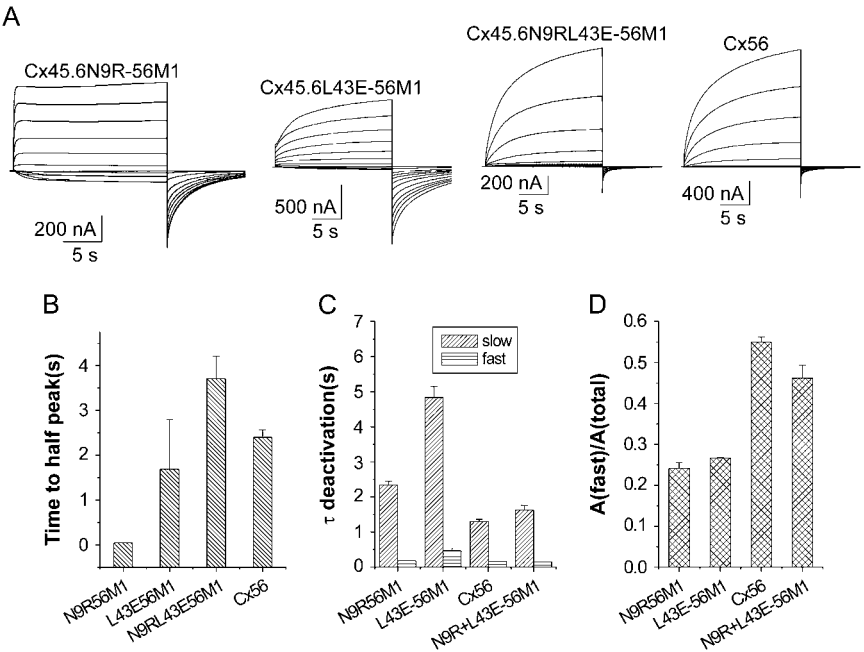 A
Cx45.6N9R-56M1
Cx45.6L43E-56M1
Cx45.6N9RL43E-56M1
Cx56
200 nA
5 s
500 nA
5 s
200 nA
5 s
400 nA
5 s
B
Time to half peak(s)
4
3
2
1
0
N9R56M1
L43E56M1
N9RL43E56M1
Cx56
C
τ deactivation(s)
7
6
5
4
3
2
1
0
slow
fast
N9R56M1
L43E-56M1
Cx56
N9R+L43E-56M1
D
A(fast)/A(total)
0.6
0.5
0.4
0.3
0.2
0.1
0.0
N9R56M1
L43E-56M1
Cx56
N9R+L43E-56M1